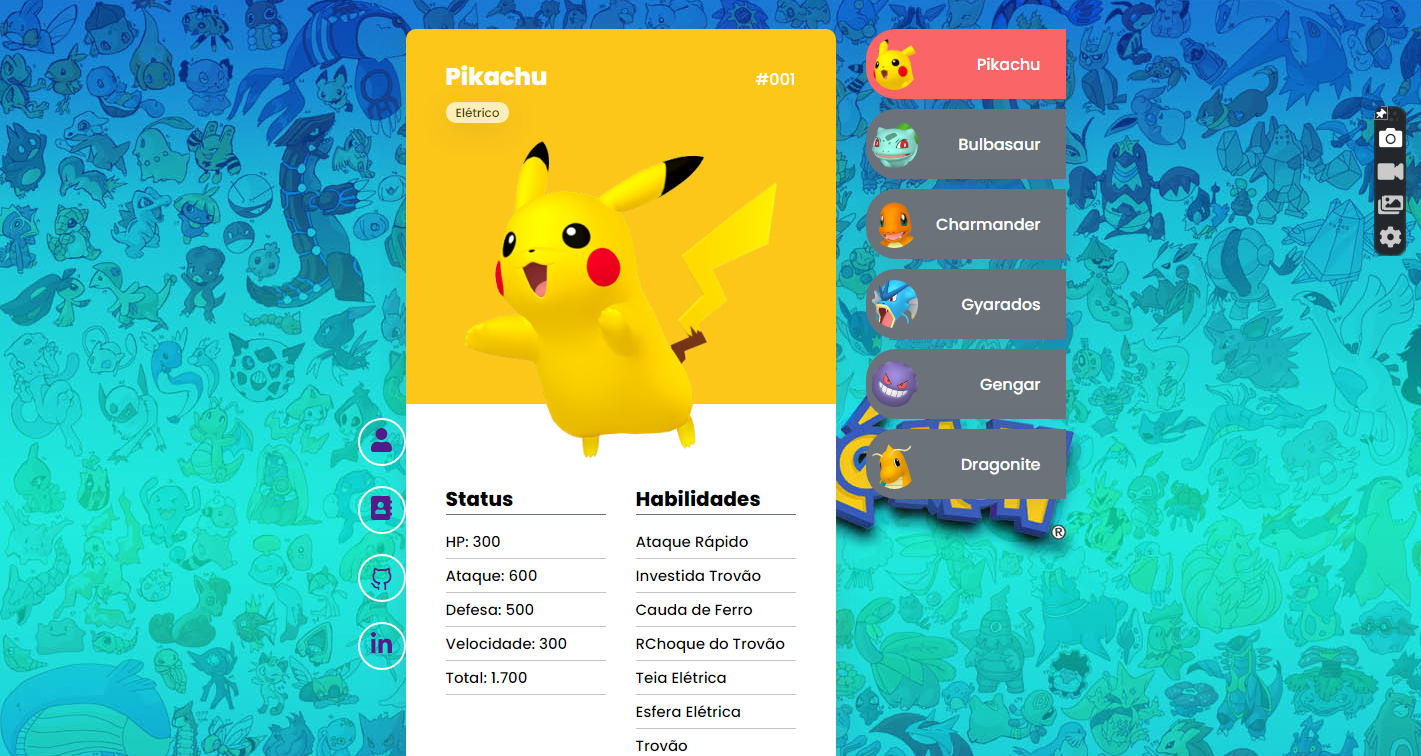 Pikachu
#001
Elétrico
Status
HP: 300
Ataque: 600
Defesa: 500
Velocidade: 300
Total: 1.700
Habilidades
Ataque Rápido
Investida Trovão
Cauda de Ferro
RChoque do Trovão
Teia Elétrica
Esfera Elétrica
Trovão
Pikachu
Bulbasaur
Charmander
Gyarados
Gengar
Dragonite
®
in